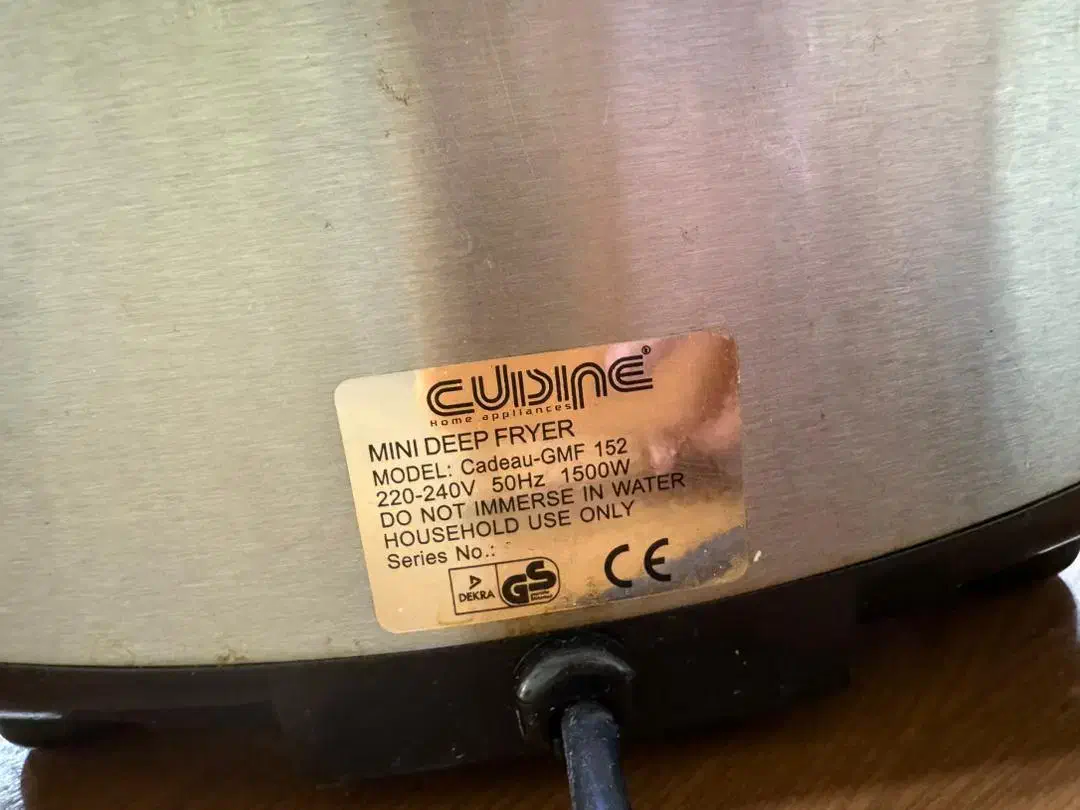 CUISINE®
Home appliances
MINI DEEP FRYER
MODEL: Cadeau-GMF 152
220-240V 50Hz 1500W
DO NOT IMMERSE IN WATER
HOUSEHOLD USE ONLY
Series No.:
DEKRA GS CE